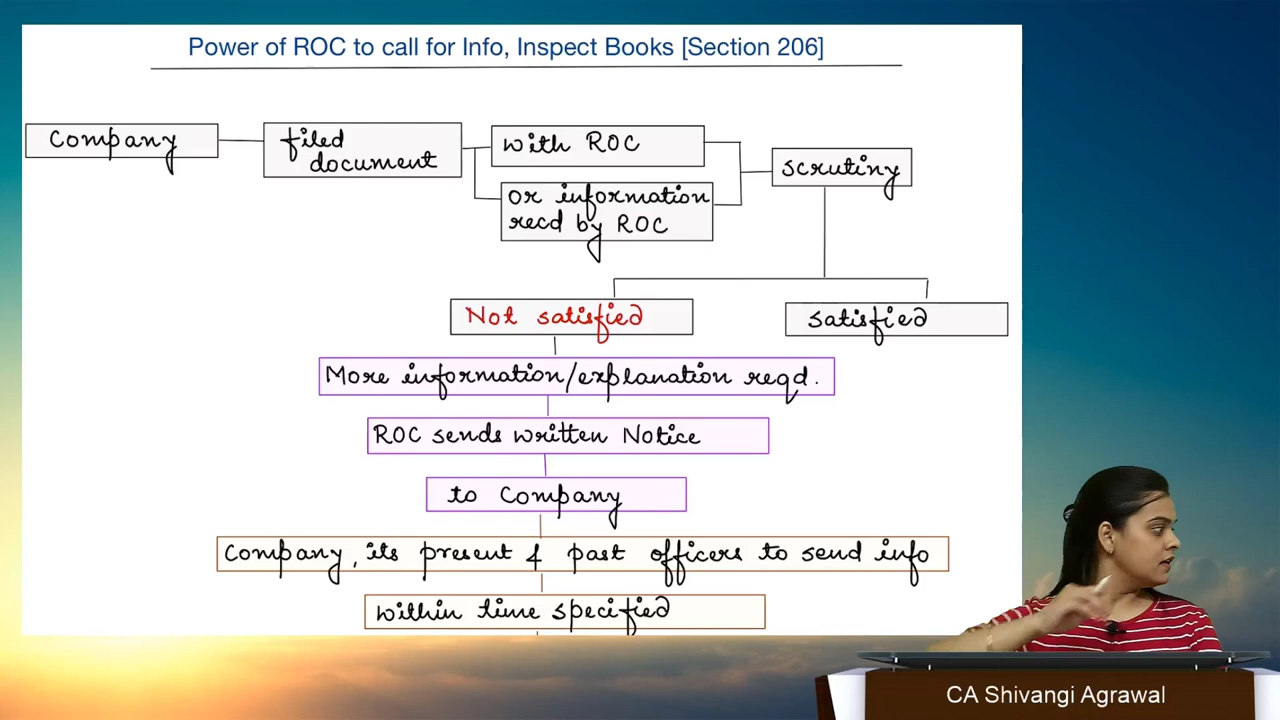 Power of ROC to call for Info, Inspect Books [Section 206]
Company
filed
document
with ROC
or information
recd by ROC
scrutiny
Not satisfied
satisfied
More information/explanation reqd.
ROC sends written Notice
to Company
Company, its present & past officers to send info
within time specified
CA Shivangi Agrawal